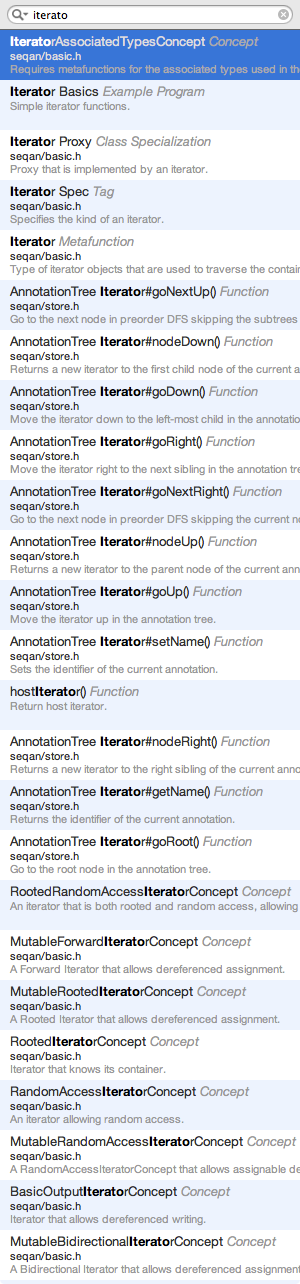 iterato
IteratorAssociatedTypesConcept Concept
seqan/basic.h
Requires metafunctions for the associated types used in the
Iterator Basics Example Program
Simple iterator functions.
Iterator Proxy Class Specialization
seqan/basic.h
Proxy that is implemented by an iterator.
Iterator Spec Tag
seqan/basic.h
Specifies the kind of an iterator.
Iterator Metafunction
seqan/basic.h
Type of iterator objects that are used to traverse the contain
AnnotationTree Iterator#goNextUp() Function
seqan/store.h
Go to the next node in preorder DFS skipping the subtrees
AnnotationTree Iterator#nodeDown() Function
seqan/store.h
Returns a new iterator to the first child node of the current a
AnnotationTree Iterator#goDown() Function
seqan/store.h
Move the iterator down to the left-most child in the annotatio
AnnotationTree Iterator#goRight() Function
seqan/store.h
Move the iterator right to the next sibling in the annotation tre
AnnotationTree Iterator#goNextRight() Function
seqan/store.h
Go to the next node in preorder DFS skipping the current no
AnnotationTree Iterator#nodeUp() Function
seqan/store.h
Returns a new iterator to the parent node of the current ann
AnnotationTree Iterator#goUp() Function
seqan/store.h
Move the iterator up in the annotation tree.
AnnotationTree Iterator#setName() Function
seqan/store.h
Sets the identifier of the current annotation.
hostIterator() Function
Return host iterator.
AnnotationTree Iterator#nodeRight() Function
seqan/store.h
Returns a new iterator to the right sibling of the current anno
AnnotationTree Iterator#getName() Function
seqan/store.h
Returns the identifier of the current annotation.
AnnotationTree Iterator#goRoot() Function
seqan/store.h
Go to the root node in the annotation tree.
RootedRandomAccessIteratorConcept Concept
An iterator that is both rooted and random access, allowing
MutableForwardIteratorConcept Concept
seqan/basic.h
A Forward Iterator that allows dereferenced assignment.
MutableRootedIteratorConcept Concept
seqan/basic.h
A Rooted Iterator that allows dereferenced assignment.
RootedIteratorConcept Concept
seqan/basic.h
Iterator that knows its container.
RandomAccessIteratorConcept Concept
seqan/basic.h
An iterator allowing random access.
MutableRandomAccessIteratorConcept Concept
seqan/basic.h
A RandomAccessIteratorConcept that allows assignable de
BasicOutputIteratorConcept Concept
seqan/basic.h
Iterator that allows dereferenced writing.
MutableBidirectionalIteratorConcept Concept
seqan/basic.h
A Bidirectional Iterator that allows dereferenced assignment